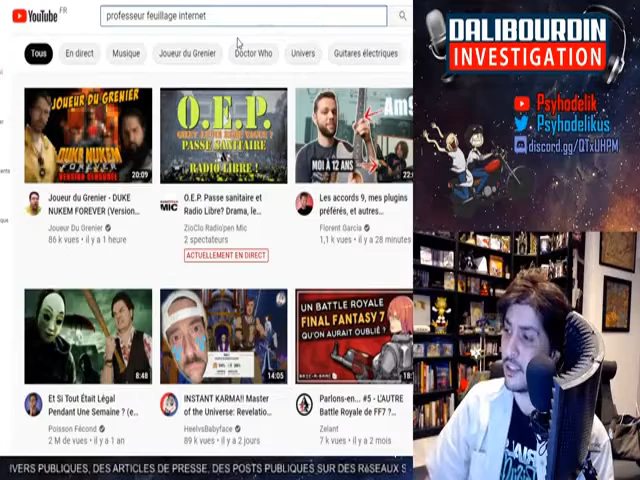 YouTube FR
professeur feuillage internet
Tous
En direct
Musique
Joueur du Grenier
Doctor Who
Univers
Guitares électriques
JOUEUR DU GRENIER
DUKE NUKEM
FOREVER
VERSION CENSURÉE
20:09
O.E.P.
PASSE SANITAIRE
RADIO LIBRE !
MOI À 12 ANS
Am9
Joueur du Grenier - DUKE
NUKEM FOREVER (Version...
Joueur Du Grenier
86 k vues • il y a 1 heure
MIC
O.E.P. Passe sanitaire et
Radio Libre? Drama, le...
ZioClo Radio'pen Mic
2 spectateurs
ACTUELLEMENT EN DIRECT
Les accords 9, mes plugins
préférés, et autres...
Florent Garcia
1,1 k vues • il y a 28 minutes
8:48
14:05
UN BATTLE ROYALE
FINAL FANTASY 7
QU'ON AURAIT OUBLIÉ ?
Et Si Tout Était Légal
Pendant Une Semaine ? (e...
Poisson Fécond
2 M de vues • il y a 1 an
INSTANT KARMA!! Master
of the Universe: Revelatio...
HeelvsBabyface
89 k vues • il y a 2 jours
Parlons-en... #5 - L'AUTRE
Battle Royale de FF7 ?...
Zelant
7 k vues • il y a 2 mois
DALIBOURDIN
INVESTIGATION
Psyhodelik
Psyhodelikus
discord.gg/QTxUHPM
IVERS PUBLIQUES, DES ARTICLES DE PRESSE, DES POSTS PUBLIQUES SUR DES RéSEAUX S